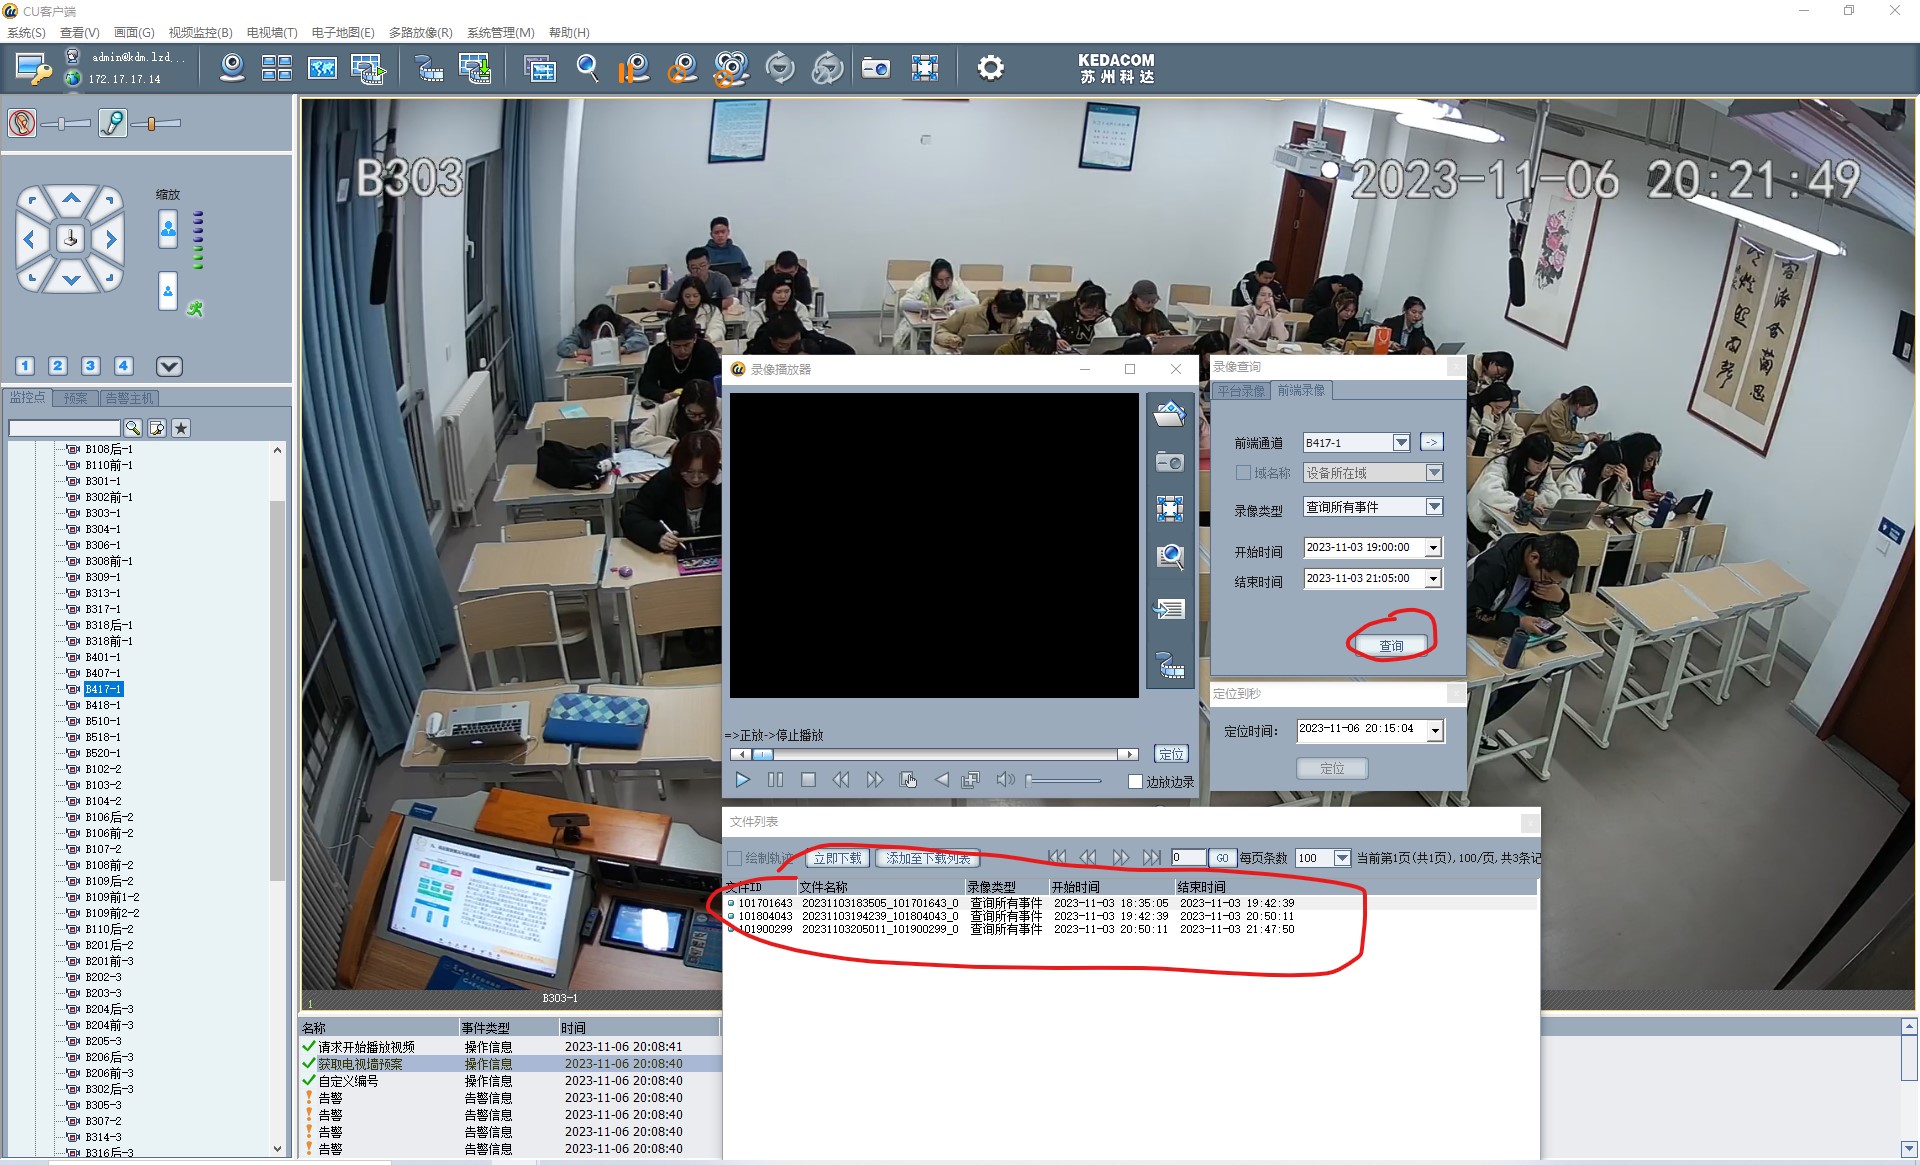 CU客户端
系统(S) 查看(V) 画面(G) 视频监控(B) 电视墙(T) 电子地图(E) 多路放像(R) 系统管理(M) 帮助(H)
admin@kdm.lzd...
172.17.17.14
KEDACOM
苏州科达
缩放
1 2 3 4
监控点 预案 告警主机
B108后-1
B110前-1
B301-1
B302前-1
B303-1
B304-1
B306-1
B308前-1
B309-1
B313-1
B317-1
B318后-1
B318前-1
B401-1
B407-1
B417-1
B418-1
B510-1
B518-1
B520-1
B102-2
B103-2
B104-2
B106后-2
B106前-2
B107-2
B108前-2
B109后-2
B109前1-2
B109前2-2
B110后-2
B201后-2
B201前-3
B202-3
B203-3
B204后-3
B204前-3
B205-3
B206后-3
B206前-3
B302后-3
B305-3
B307-2
B314-3
B316后-3
B303
2023-11-06 20:21:49
1
B303-1
录像播放器
=>正放->停止播放
定位
边放边录
录像查询
平台录像 前端录像
前端通道 B417-1 ->
域名称 设备所在域
录像类型 查询所有事件
开始时间 2023-11-03 19:00:00
结束时间 2023-11-03 21:05:00
查询
定位到秒
定位时间: 2023-11-06 20:15:04
定位
文件列表
绘制轨迹 立即下载 添加至下载列表 0 GO 每页条数 100 当前第1页(共1页),100/页,共3条记
文件ID 文件名称 录像类型 开始时间 结束时间
101701643 20231103183505_101701643_0 查询所有事件 2023-11-03 18:35:05 2023-11-03 19:42:39
101804043 20231103194239_101804043_0 查询所有事件 2023-11-03 19:42:39 2023-11-03 20:50:11
101900299 20231103205011_101900299_0 查询所有事件 2023-11-03 20:50:11 2023-11-03 21:47:50
名称 事件类型 时间
请求开始播放视频 操作信息 2023-11-06 20:08:41
获取电视墙预案 操作信息 2023-11-06 20:08:40
自定义编号 操作信息 2023-11-06 20:08:40
告警 告警信息 2023-11-06 20:08:40
告警 告警信息 2023-11-06 20:08:40
告警 告警信息 2023-11-06 20:08:40
告警 告警信息 2023-11-06 20:08:40